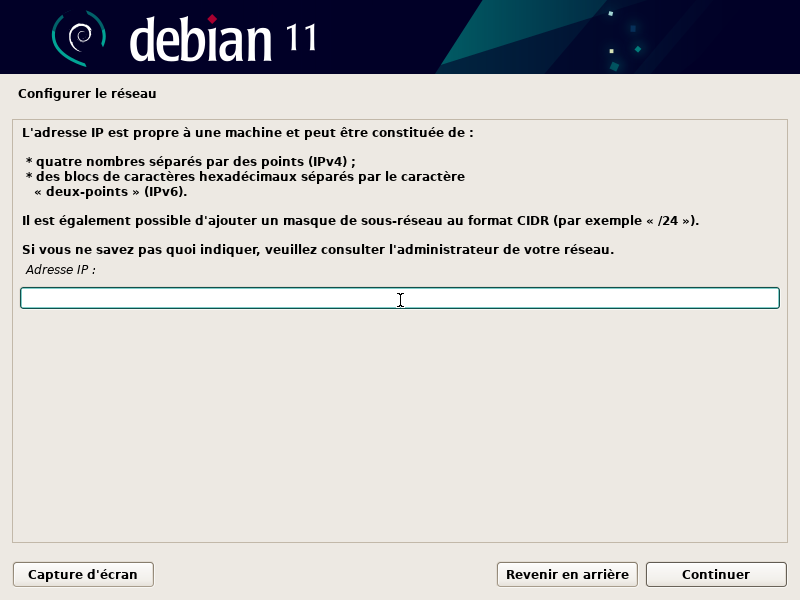 debian 11
Configurer le réseau
L'adresse IP est propre à une machine et peut être constituée de :
* quatre nombres séparés par des points (IPv4) ;
* des blocs de caractères hexadécimaux séparés par le caractère
« deux-points » (IPv6).
Il est également possible d'ajouter un masque de sous-réseau au format CIDR (par exemple « /24 »).
Si vous ne savez pas quoi indiquer, veuillez consulter l'administrateur de votre réseau.
Adresse IP :
Capture d'écran
Revenir en arrière
Continuer